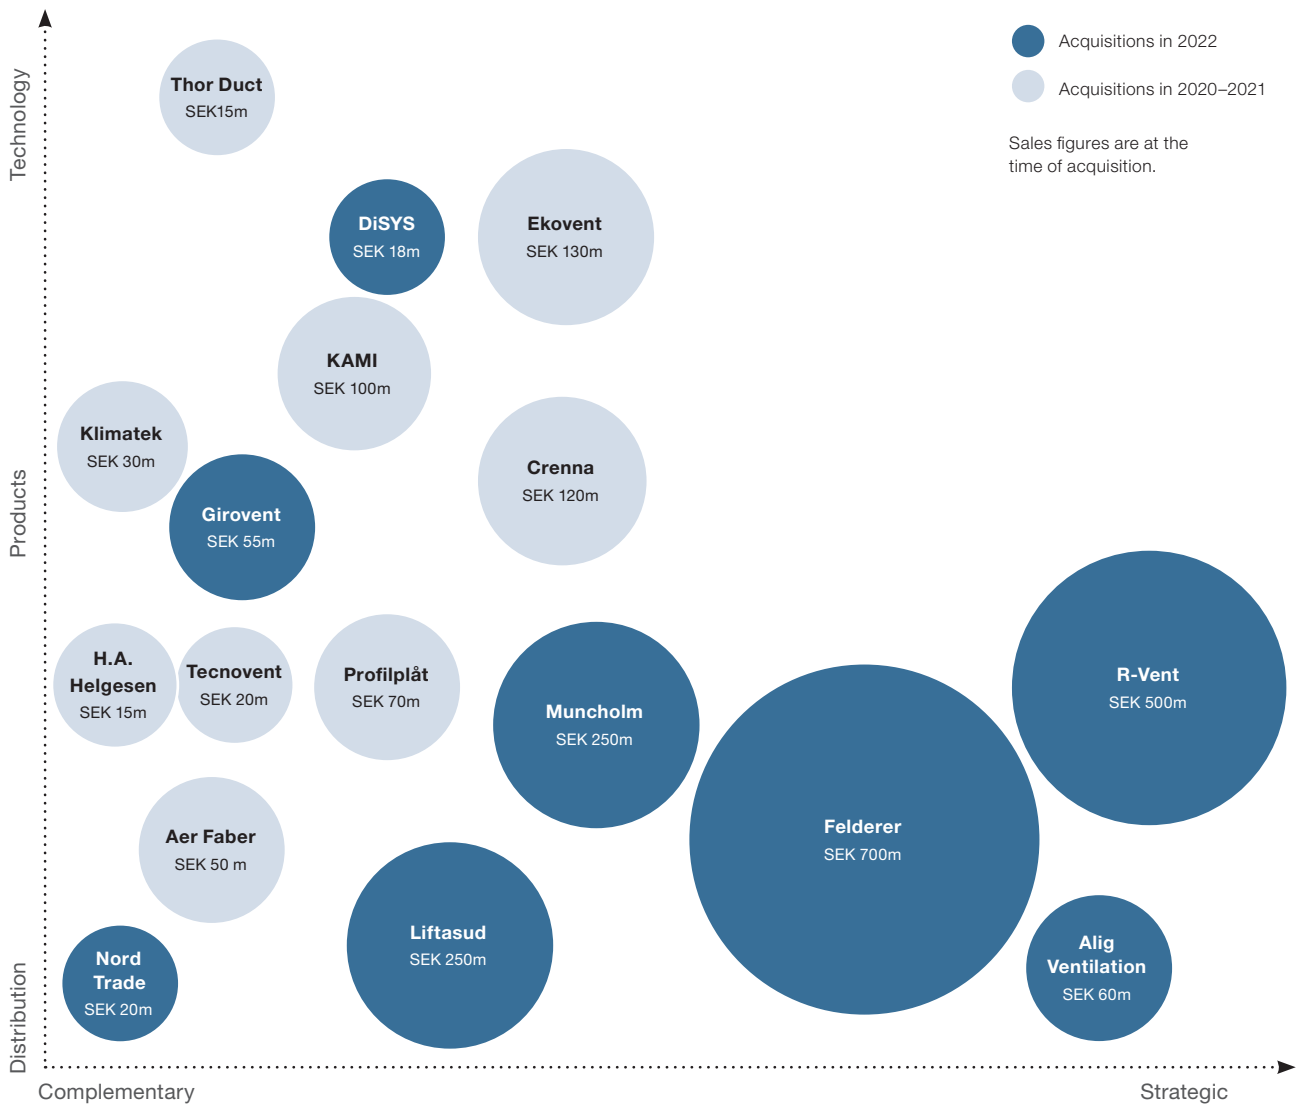 Technology
Products
Distribution
Complementary
Strategic
Acquisitions in 2022
Acquisitions in 2020–2021
Sales figures are at the
time of acquisition.
Thor Duct
SEK15m
DiSYS
SEK 18m
Ekovent
SEK 130m
KAMI
SEK 100m
Klimatek
SEK 30m
Crenna
SEK 120m
Girovent
SEK 55m
H.A.
Helgesen
SEK 15m
Tecnovent
SEK 20m
Profilplåt
SEK 70m
Muncholm
SEK 250m
R-Vent
SEK 500m
Felderer
SEK 700m
Aer Faber
SEK 50 m
Liftasud
SEK 250m
Nord
Trade
SEK 20m
Alig
Ventilation
SEK 60m